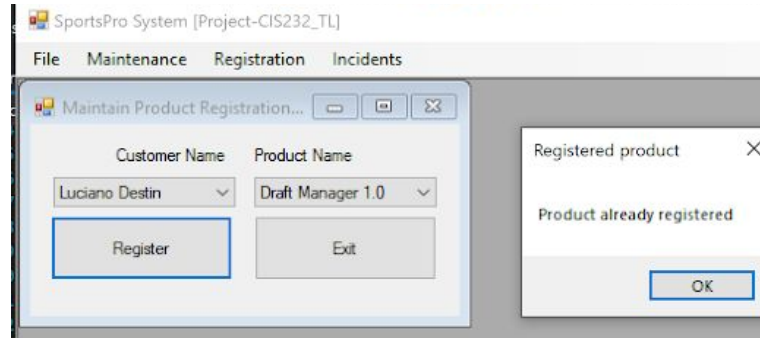 SportsPro System [Project-CIS232_TL]
File Maintenance Registration Incidents
Maintain Product Registration...
Customer Name Product Name
Luciano Destin Draft Manager 1.0
Register Exit
Registered product
Product already registered
OK